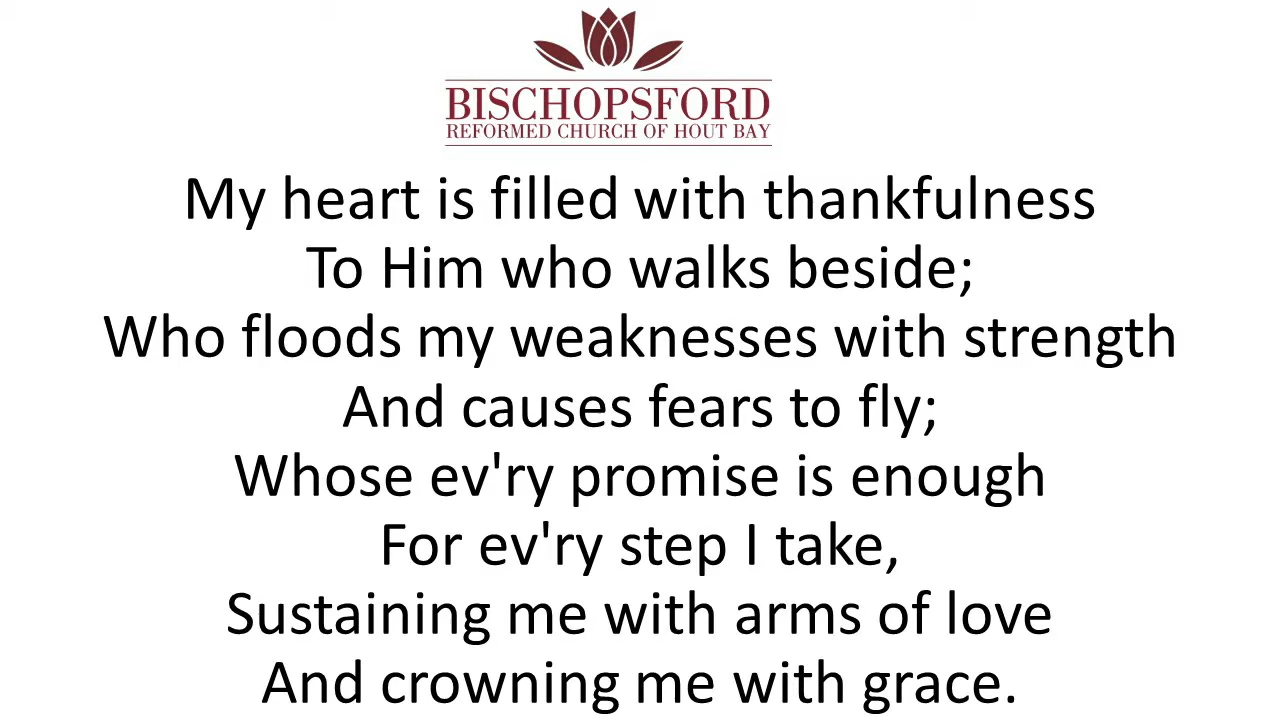 BISCHOPSFORD
REFORMED CHURCH OF HOUT BAY
My heart is filled with thankfulness
To Him who walks beside;
Who floods my weaknesses with strength
And causes fears to fly;
Whose ev'ry promise is enough
For ev'ry step I take,
Sustaining me with arms of love
And crowning me with grace.